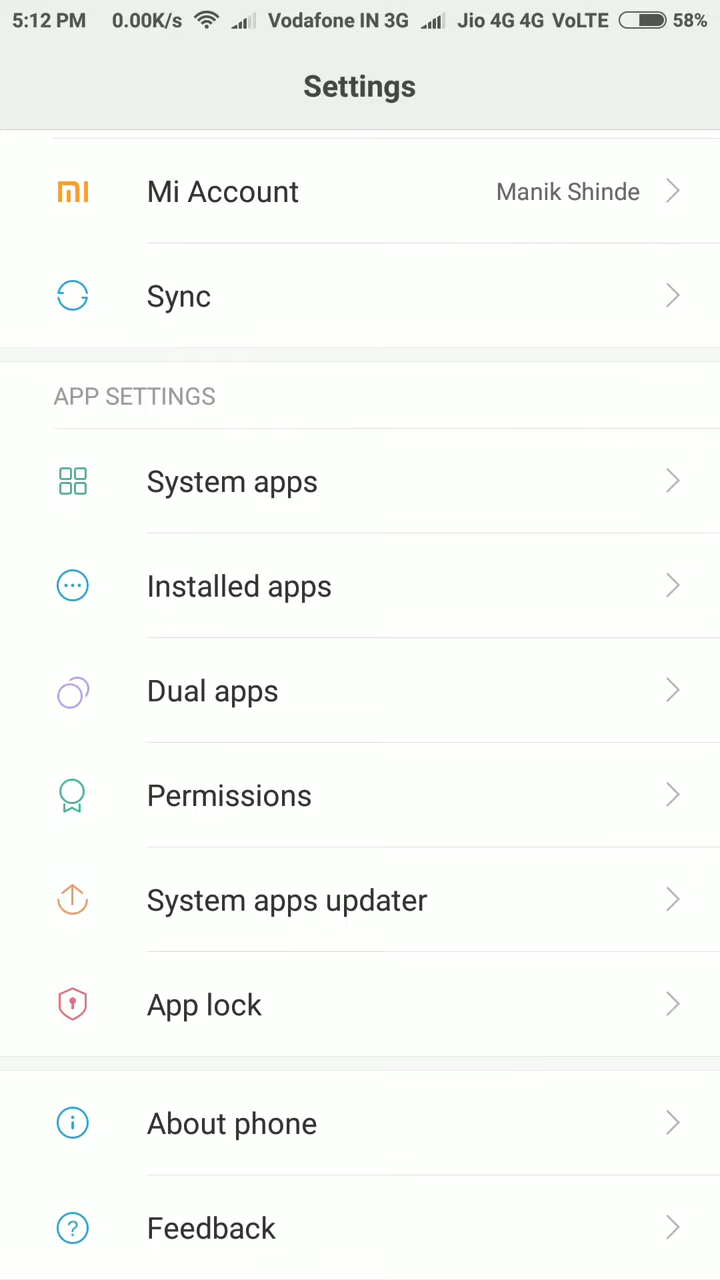 5:12 PM 0.00K/s Vodafone IN 3G Jio 4G 4G VoLTE 58%
Settings
Mi Account Manik Shinde
Sync
APP SETTINGS
System apps
Installed apps
Dual apps
Permissions
System apps updater
App lock
About phone
Feedback